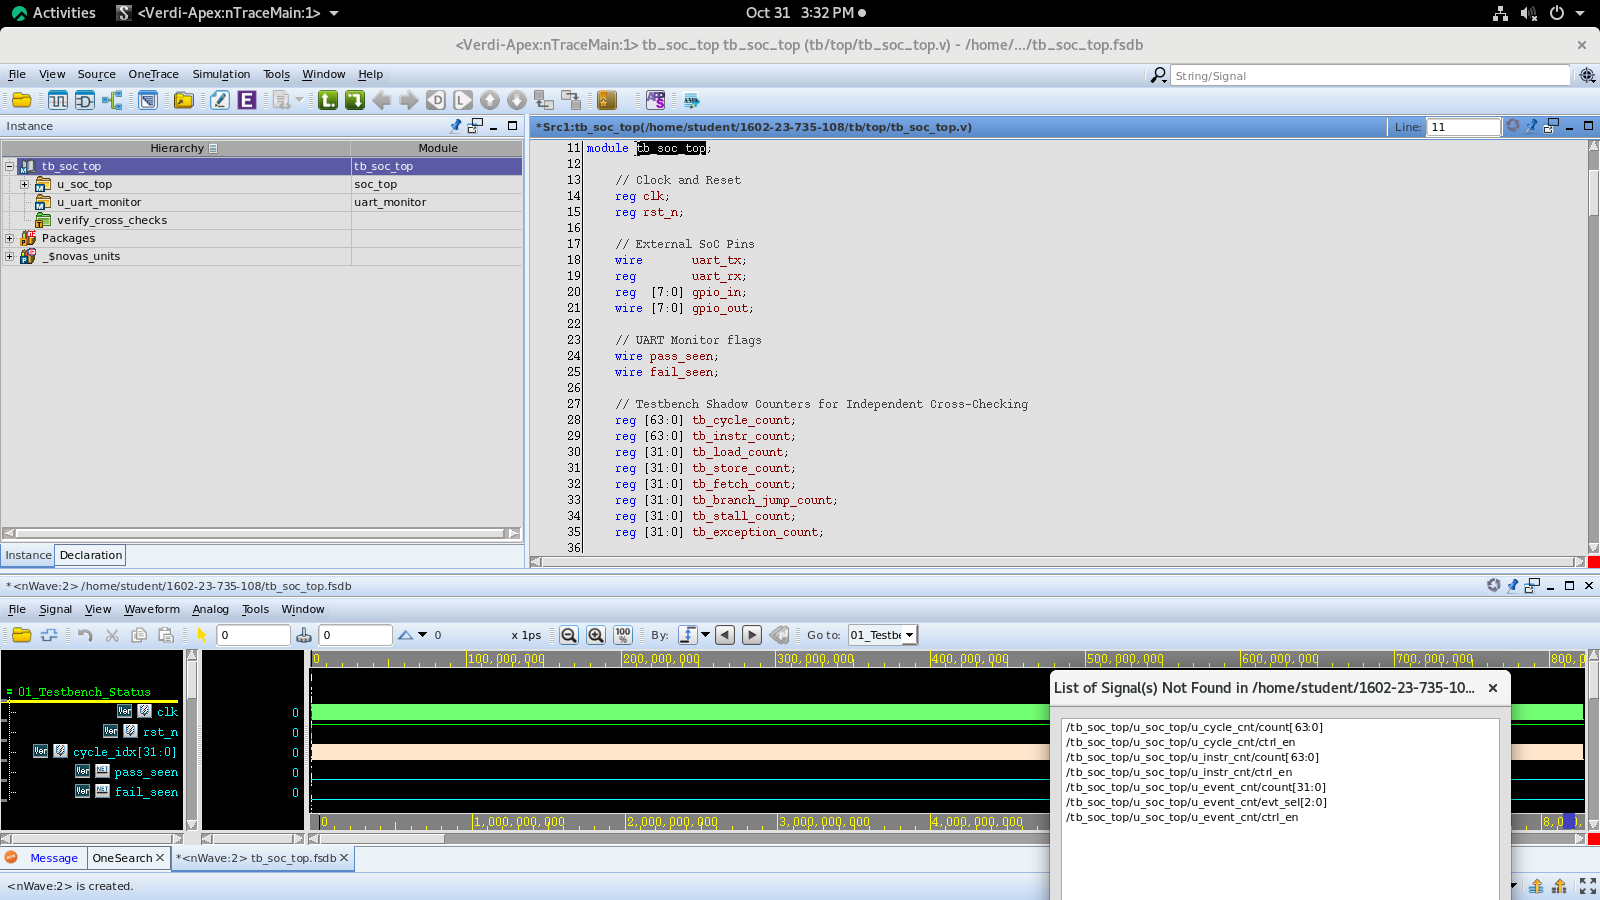 Activities
<Verdi-Apex:nTraceMain:1>
Oct 31 3:32 PM
<Verdi-Apex:nTraceMain:1> tb_soc_top tb_soc_top (tb/top/tb_soc_top.v) - /home/.../tb_soc_top.fsdb
File View Source OneTrace Simulation Tools Window Help
String/Signal
Instance
*Src1:tb_soc_top(/home/student/1602-23-735-108/tb/top/tb_soc_top.v)
Line: 11
Hierarchy Module
tb_soc_top tb_soc_top
u_soc_top soc_top
u_uart_monitor uart_monitor
verify_cross_checks
Packages
_$novas_units
Instance Declaration
11 module tb_soc_top;
12
13 // Clock and Reset
14 reg clk;
15 reg rst_n;
16
17 // External SoC Pins
18 wire uart_tx;
19 reg uart_rx;
20 reg [7:0] gpio_in;
21 wire [7:0] gpio_out;
22
23 // UART Monitor flags
24 wire pass_seen;
25 wire fail_seen;
26
27 // Testbench Shadow Counters for Independent Cross-Checking
28 reg [63:0] tb_cycle_count;
29 reg [63:0] tb_instr_count;
30 reg [31:0] tb_load_count;
31 reg [31:0] tb_store_count;
32 reg [31:0] tb_fetch_count;
33 reg [31:0] tb_branch_jump_count;
34 reg [31:0] tb_stall_count;
35 reg [31:0] tb_exception_count;
36
*<nWave:2> /home/student/1602-23-735-108/tb_soc_top.fsdb
File Signal View Waveform Analog Tools Window
0 0 0 x 1ps 100% By: Go to: 01_Testbe
0 100,000,000 200,000,000 300,000,000 400,000,000 500,000,000 600,000,000 700,000,000 800,0
= 01_Testbench_Status
clk 0
rst_n 0
cycle_idx[31:0] 0
pass_seen 0
fail_seen 0
0 1,000,000,000 2,000,000,000 4,000,000,000
List of Signal(s) Not Found in /home/student/1602-23-735-10...
/tb_soc_top/u_soc_top/u_cycle_cnt/count[63:0]
/tb_soc_top/u_soc_top/u_cycle_cnt/ctrl_en
/tb_soc_top/u_soc_top/u_instr_cnt/count[63:0]
/tb_soc_top/u_soc_top/u_instr_cnt/ctrl_en
/tb_soc_top/u_soc_top/u_event_cnt/count[31:0]
/tb_soc_top/u_soc_top/u_event_cnt/evt_sel[2:0]
/tb_soc_top/u_soc_top/u_event_cnt/ctrl_en
Message OneSearch *<nWave:2> tb_soc_top.fsdb
<nWave:2> is created.